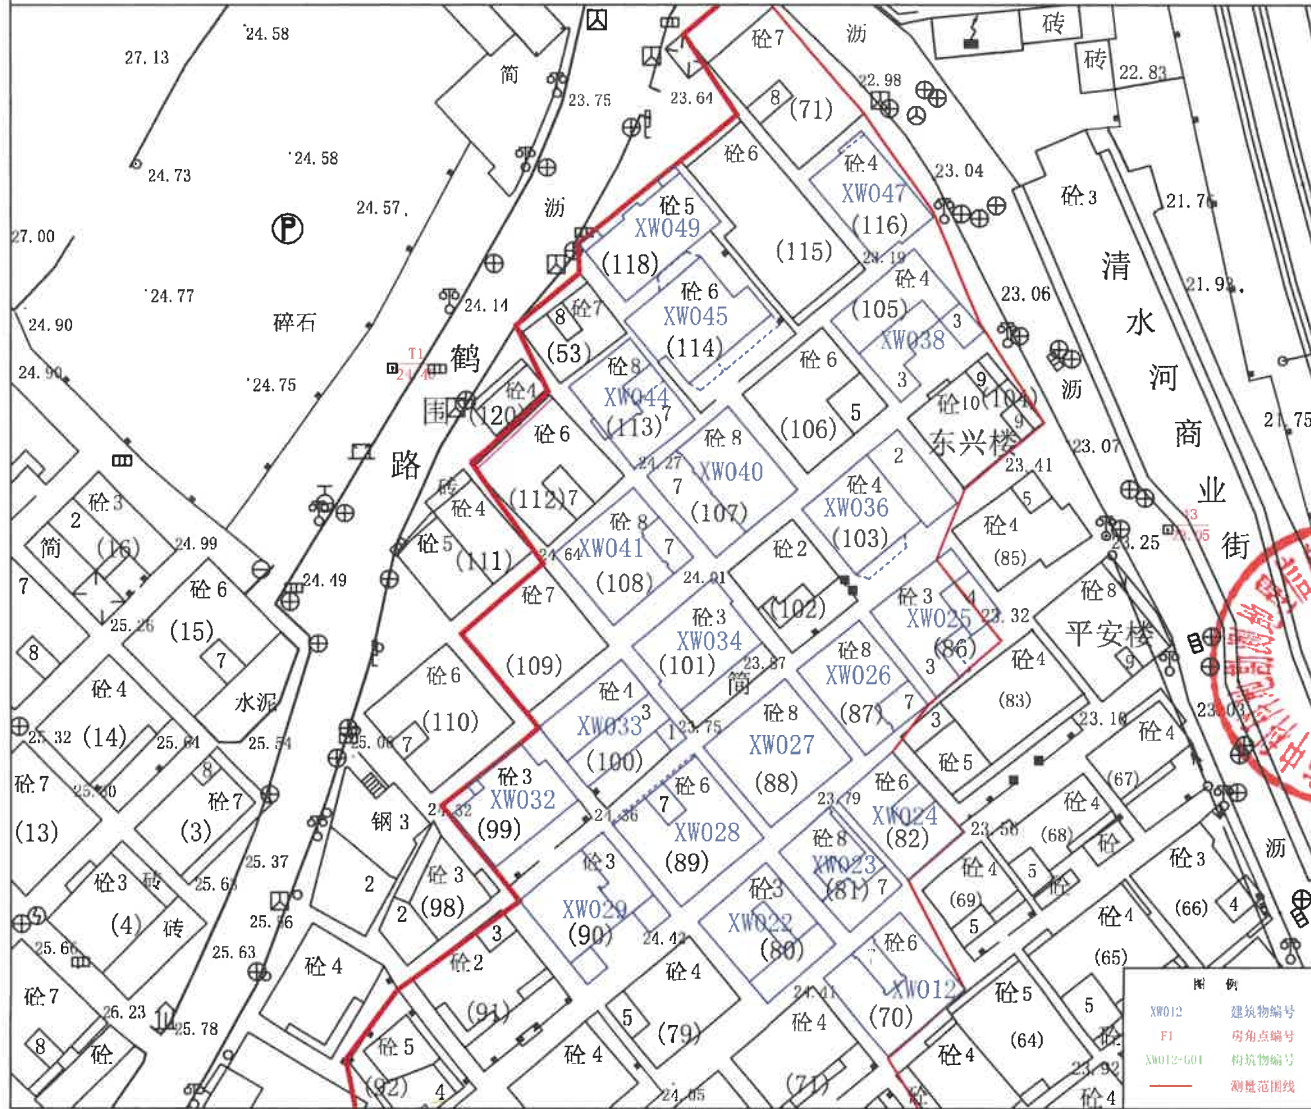 24.58
27.13
简
23.75
23.64
砼7
沥
砖
砖
22.98
22.83
8
(71)
24.73
24.58
24.57
沥
砼6
砼4
XW047
(116)
23.04
砼3
21.76
27.00
24.77
24.90
碎石
24.14
砼5
XW049
(118)
(115)
23.19
砼4
(105)
XW038
3
3
23.06
清
水
河
商
业
街
21.93
砼6
XW045
(114)
8
砼7
(53)
T1
鹤
路
24.90
24.75
围
砼4
(120)
砼8
XW044
7
(113)
砼6
5
(106)
9
砼10
(104)
9
东兴楼
沥
23.07
21.75
砼6
(112)
7
24.27
砼8
XW040
7
(107)
2
砼4
XW036
(103)
23.41
5
砼4
(85)
23.25
砼3
2
简
(16)
24.99
24.49
砖
砼4
砼5
(111)
24.64
砼8
XW041
7
(108)
24.01
砼2
(102)
砼3
XW025
4
(86)
3
23.32
砼8
平安楼
9
7
8
25.26
砼6
(15)
7
水泥
砼7
(109)
砼3
XW034
(101)
23.87
简
砼8
XW026
(87)
7
砼4
(83)
3
砼5
23.10
砼4
(67)
25.32
砼4
(14)
25.64
25.54
砼6
(110)
7
砼4
XW033
3
(100)
1
23.75
砼8
XW027
(88)
23.79
砼6
XW024
(82)
砼7
(13)
8
砼7
(3)
钢3
24.32
砼3
XW032
(99)
24.36
砼6
7
XW028
(89)
砼8
XW023
(81)
7
23.56
砼4
(68)
5
砼
砼
砼3
(66)
4
沥
25.37
砼3
(4)
砖
砖
2
砼3
(98)
2
砼3
XW029
(90)
24.42
砼3
XW022
(80)
砼4
(69)
5
砼4
(65)
25.66
25.63
25.56
砼4
3
砼2
(91)
砼4
5
(79)
24.41
砼6
XW012
(70)
砼5
(64)
5
砼7
8
26.23
25.78
砼
砼5
(92)
4
砼4
24.05
砼4
(71)
砼4
砼
砼
23.92
砼4
图 例
XW012 建筑物编号
F1 房角点编号
XW012-G01 构筑物编号
测量范围线